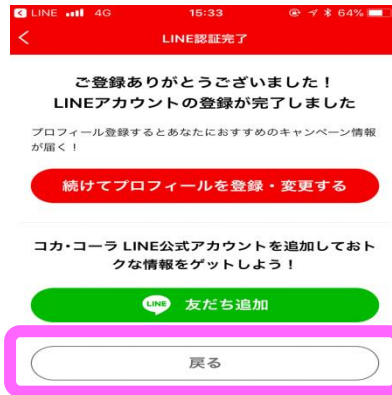 LINE 4G 15:33 64%
LINE認証完了
ご登録ありがとうございました！
LINEアカウントの登録が完了しました
プロフィール登録するとあなたにおすすめのキャンペーン情報
が届く！
続けてプロフィールを登録・変更する
コカ・コーラ LINE公式アカウントを追加しておト
クな情報をゲットしよう！
LINE 友だち追加
戻る